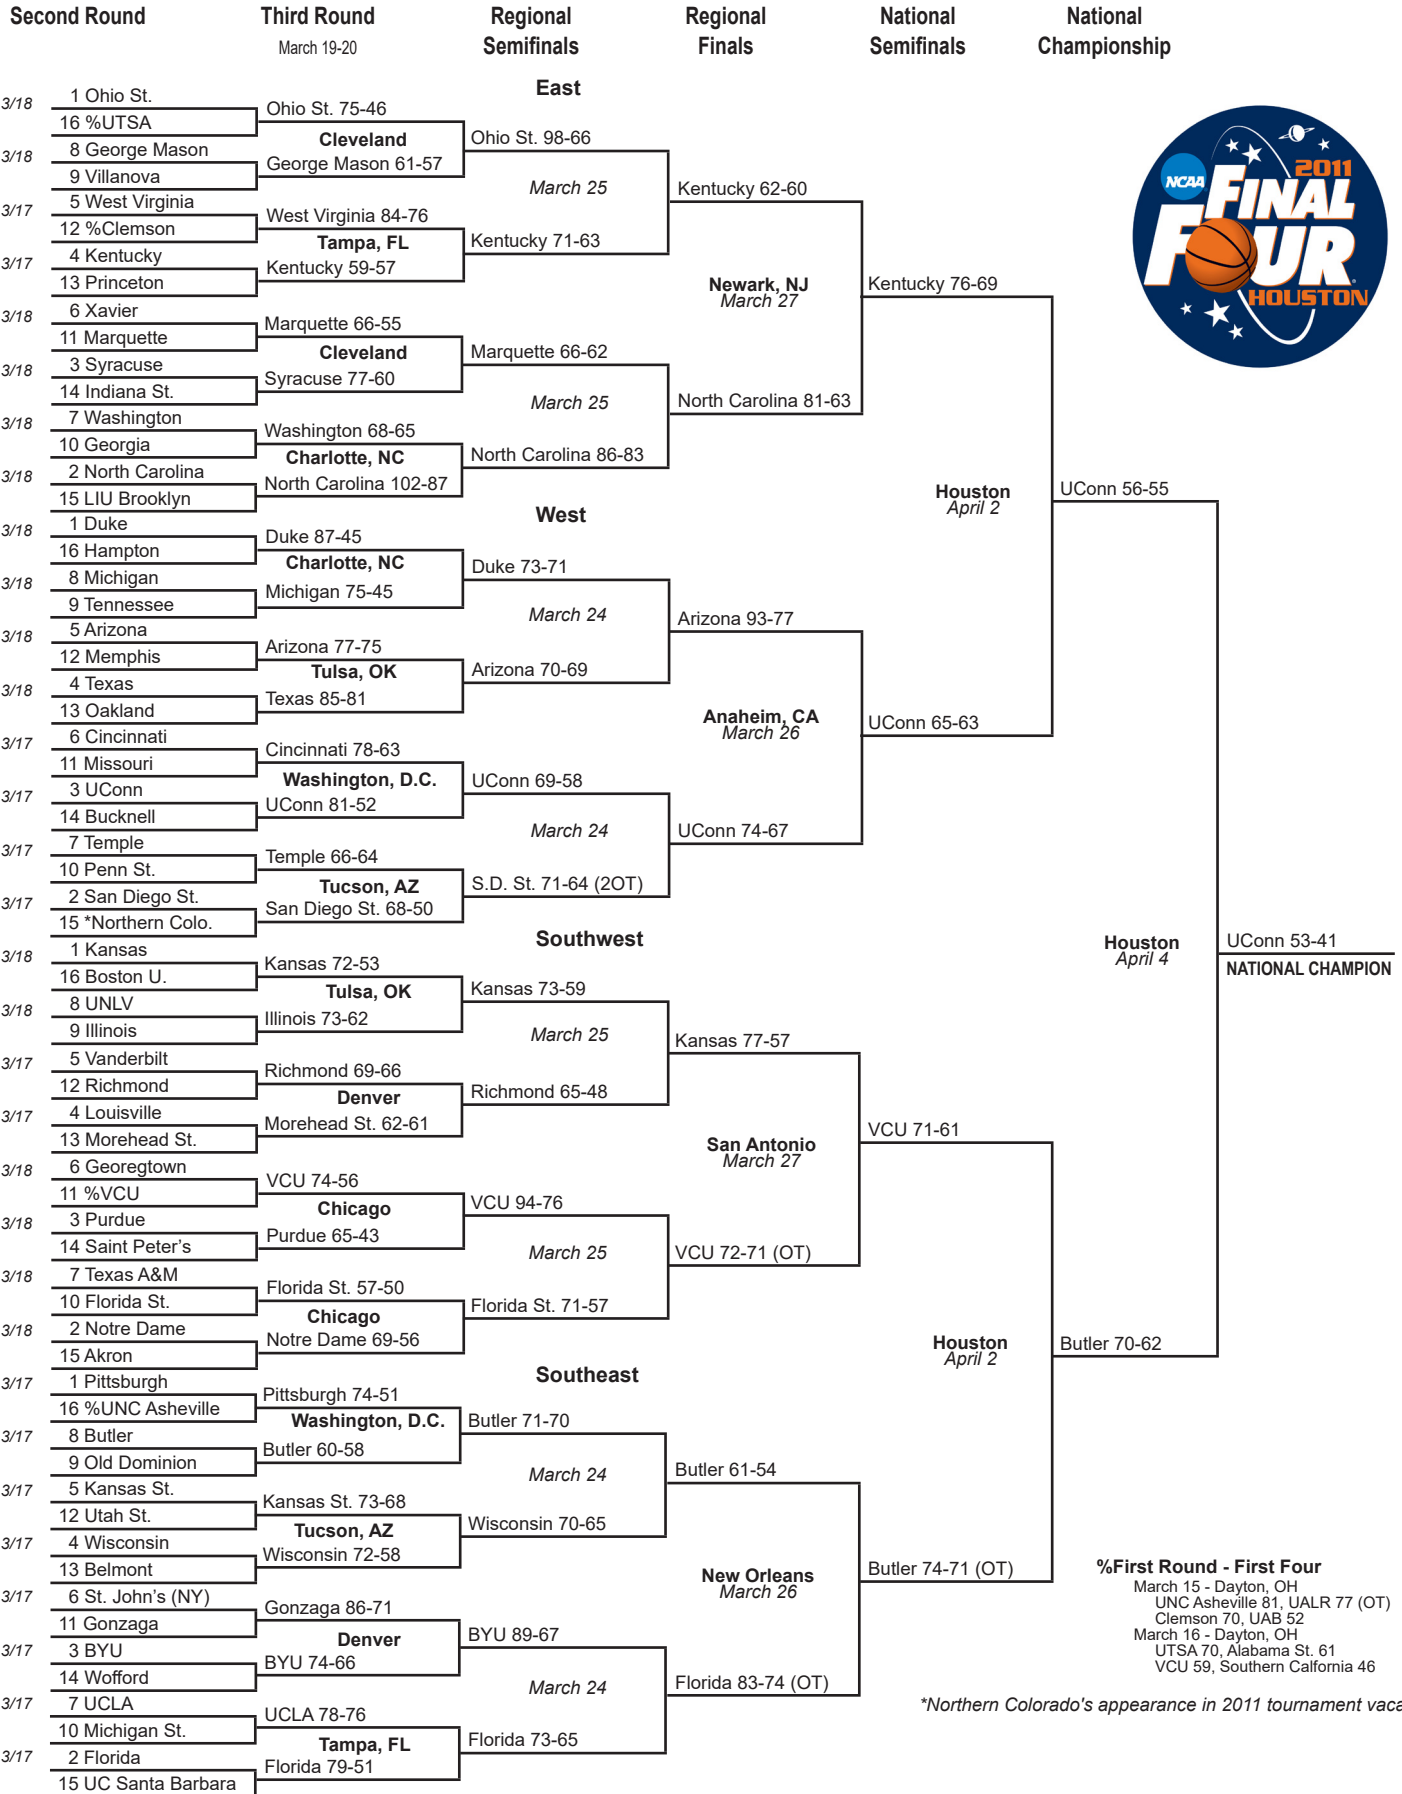 Second Round
Third Round
March 19-20
Regional
Semifinals
Regional
Finals
National
Semifinals
National
Championship
East
3/18
1 Ohio St.
16 %UTSA
3/18
8 George Mason
9 Villanova
3/17
5 West Virginia
12 %Clemson
3/17
4 Kentucky
13 Princeton
3/18
6 Xavier
11 Marquette
3/18
3 Syracuse
14 Indiana St.
3/18
7 Washington
10 Georgia
3/18
2 North Carolina
15 LIU Brooklyn
Ohio St. 75-46
Cleveland
George Mason 61-57
West Virginia 84-76
Tampa, FL
Kentucky 59-57
Marquette 66-55
Cleveland
Syracuse 77-60
Washington 68-65
Charlotte, NC
North Carolina 102-87
Ohio St. 98-66
March 25
Kentucky 71-63
Marquette 66-62
March 25
North Carolina 86-83
Kentucky 62-60
Newark, NJ
March 27
North Carolina 81-63
Kentucky 76-69
West
3/18
1 Duke
16 Hampton
3/18
8 Michigan
9 Tennessee
3/18
5 Arizona
12 Memphis
3/18
4 Texas
13 Oakland
3/17
6 Cincinnati
11 Missouri
3/17
3 UConn
14 Bucknell
3/17
7 Temple
10 Penn St.
3/17
2 San Diego St.
15 *Northern Colo.
Duke 87-45
Charlotte, NC
Michigan 75-45
Arizona 77-75
Tulsa, OK
Texas 85-81
Cincinnati 78-63
Washington, D.C.
UConn 81-52
Temple 66-64
Tucson, AZ
San Diego St. 68-50
Duke 73-71
March 24
Arizona 70-69
UConn 69-58
March 24
S.D. St. 71-64 (2OT)
Arizona 93-77
Anaheim, CA
March 26
UConn 74-67
UConn 65-63
Houston
April 2
UConn 56-55
Southwest
3/18
1 Kansas
16 Boston U.
3/18
8 UNLV
9 Illinois
3/17
5 Vanderbilt
12 Richmond
3/17
4 Louisville
13 Morehead St.
3/18
6 Georegtown
11 %VCU
3/18
3 Purdue
14 Saint Peter's
3/18
7 Texas A&M
10 Florida St.
3/18
2 Notre Dame
15 Akron
Kansas 72-53
Tulsa, OK
Illinois 73-62
Richmond 69-66
Denver
Morehead St. 62-61
VCU 74-56
Chicago
Purdue 65-43
Florida St. 57-50
Chicago
Notre Dame 69-56
Kansas 73-59
March 25
Richmond 65-48
VCU 94-76
March 25
Florida St. 71-57
Kansas 77-57
San Antonio
March 27
VCU 72-71 (OT)
VCU 71-61
Southeast
3/17
1 Pittsburgh
16 %UNC Asheville
3/17
8 Butler
9 Old Dominion
3/17
5 Kansas St.
12 Utah St.
3/17
4 Wisconsin
13 Belmont
3/17
6 St. John's (NY)
11 Gonzaga
3/17
3 BYU
14 Wofford
3/17
7 UCLA
10 Michigan St.
3/17
2 Florida
15 UC Santa Barbara
Pittsburgh 74-51
Washington, D.C.
Butler 60-58
Kansas St. 73-68
Tucson, AZ
Wisconsin 72-58
Gonzaga 86-71
Denver
BYU 74-66
UCLA 78-76
Tampa, FL
Florida 79-51
Butler 71-70
March 24
Wisconsin 70-65
BYU 89-67
March 24
Florida 73-65
Butler 61-54
New Orleans
March 26
Florida 83-74 (OT)
Butler 74-71 (OT)
Houston
April 2
Butler 70-62
Houston
April 4
UConn 53-41
NATIONAL CHAMPION
NCAA
2011
FINAL
FOUR
HOUSTON
%First Round - First Four
March 15 - Dayton, OH
UNC Asheville 81, UALR 77 (OT)
Clemson 70, UAB 52
March 16 - Dayton, OH
UTSA 70, Alabama St. 61
VCU 59, Southern Calfornia 46
*Northern Colorado's appearance in 2011 tournament vaca